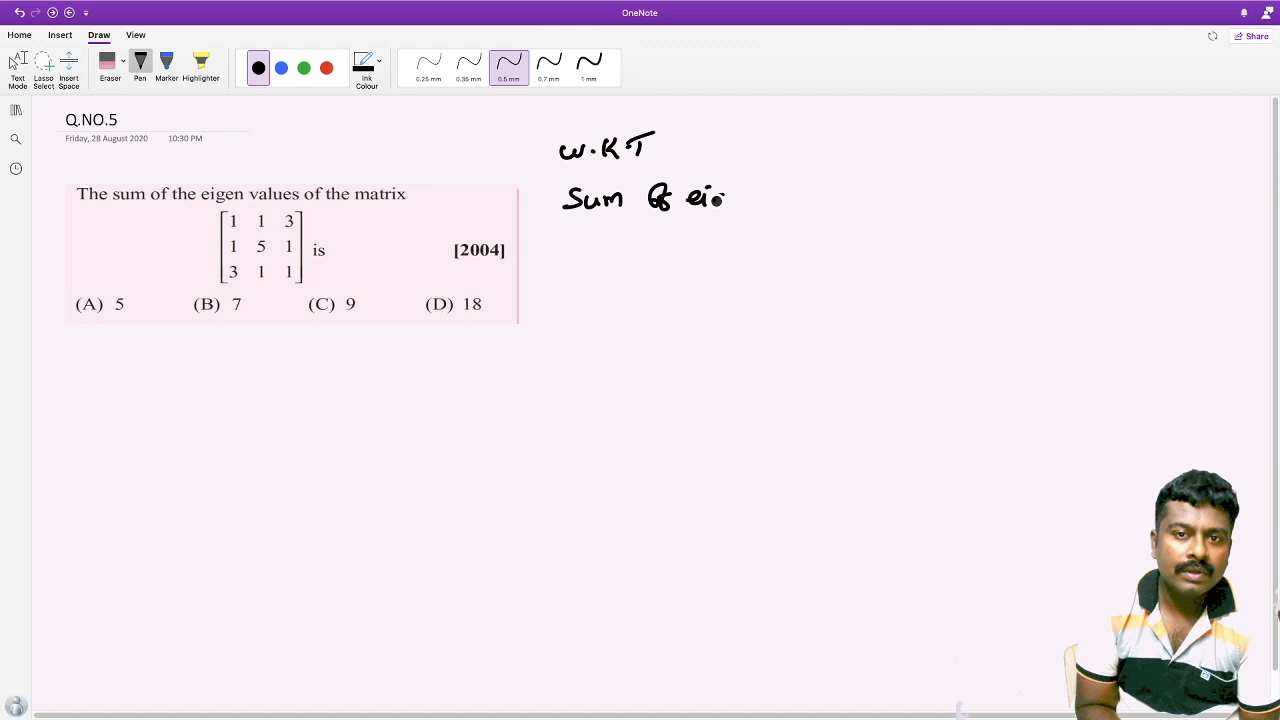 OneNote
Home Insert Draw View
Share
Text Mode
Lasso Select
Insert Space
Eraser
Pen
Marker
Highlighter
Ink Colour
0.25 mm
0.35 mm
0.5 mm
0.7 mm
1 mm
Q.NO.5
Friday, 28 August 2020 10:30 PM
W.K.T
Sum of ei
The sum of the eigen values of the matrix
1 1 3
1 5 1 is [2004]
3 1 1
(A) 5 (B) 7 (C) 9 (D) 18